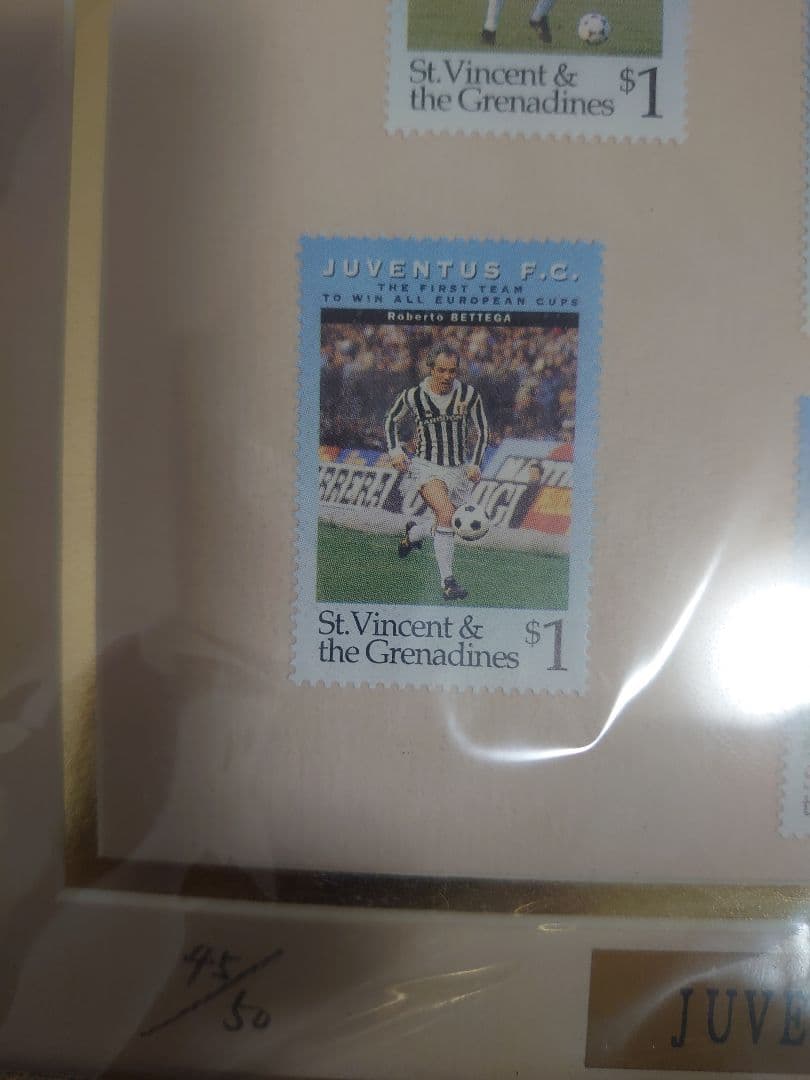 St. Vincent &
the Grenadines
$1
JUVENTUS F.C.
THE FIRST TEAM
TO WIN ALL EUROPEAN CUPS
Roberto BETTEGA
ARISTON
St. Vincent &
the Grenadines
$1
45/50
JUVE